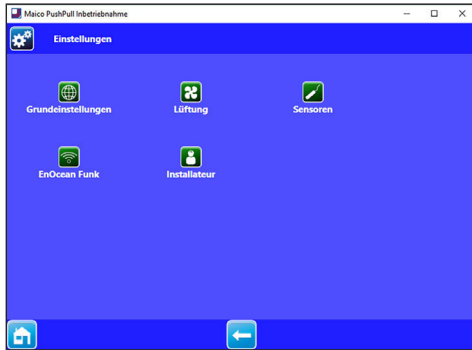 Maico PushPull Inbetriebnahme
Einstellungen
Grundeinstellungen Lüftung Sensoren
EnOcean Funk Installateur